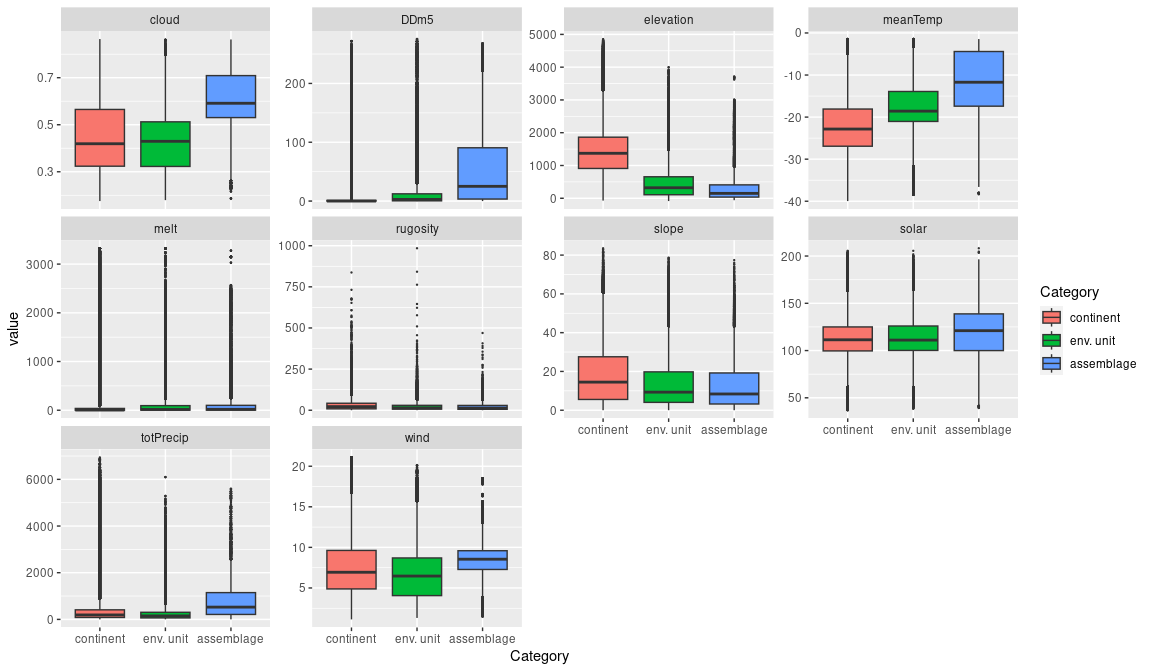 cloud
DDm5
elevation
meanTemp
0.7
0.5
0.3
200
100
0
5000
4000
3000
2000
1000
0
0
-10
-20
-30
-40
melt
rugosity
slope
solar
3000
2000
1000
0
1000
750
500
250
0
80
60
40
20
0
200
150
100
50
continent env. unit assemblage
continent env. unit assemblage
totPrecip
wind
6000
4000
2000
0
20
15
10
5
continent env. unit assemblage
continent env. unit assemblage
Category
value
Category
continent
env. unit
assemblage